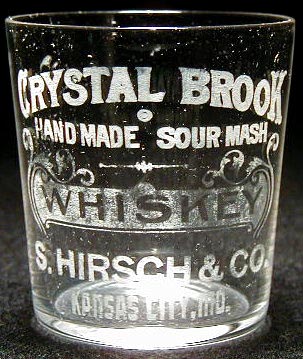 CRYSTAL BROOK
HAND MADE SOUR MASH
WHISKEY
S. HIRSCH & CO.
KANSAS CITY, MO.